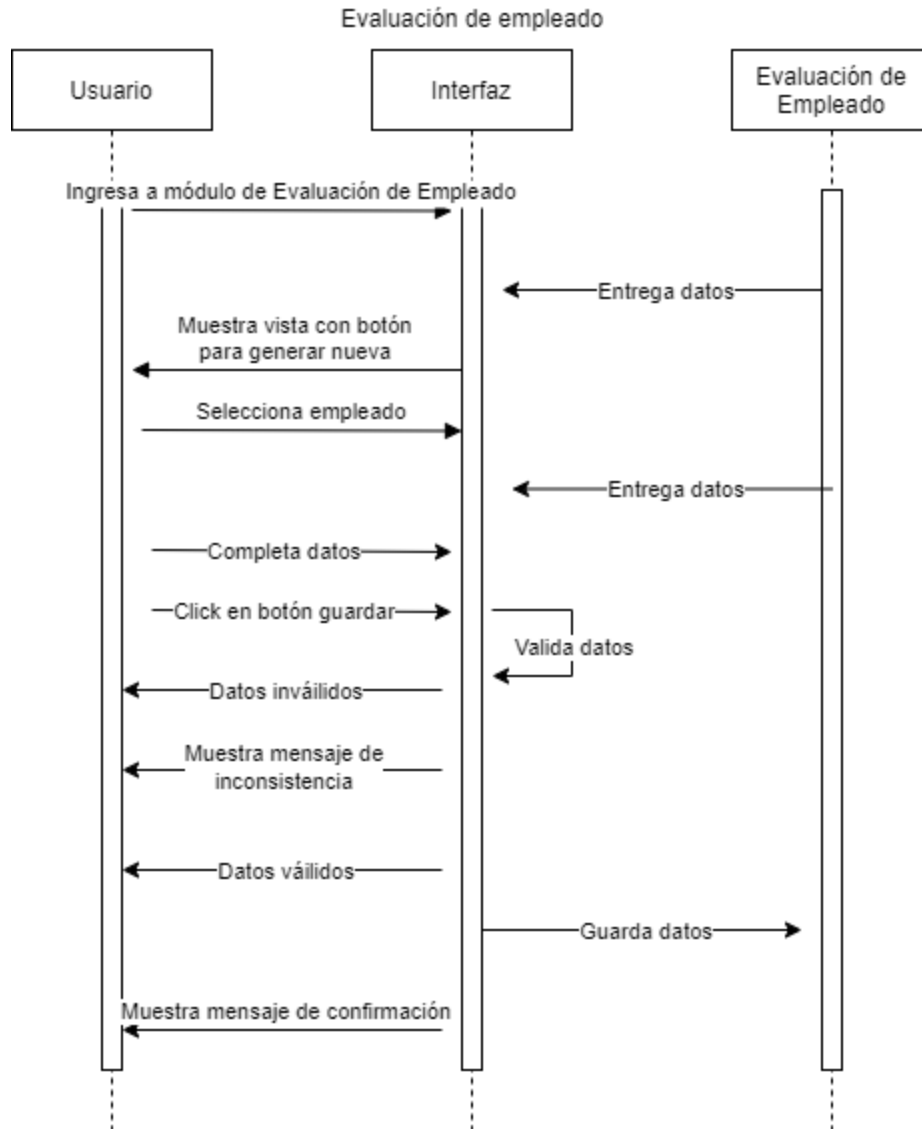 Evaluación de empleado
Usuario
Interfaz
Evaluación de
Empleado
Ingresa a módulo de Evaluación de Empleado
Entrega datos
Muestra vista con botón
para generar nueva
Selecciona empleado
Entrega datos
Completa datos
Click en botón guardar
Valida datos
Datos inváilidos
Muestra mensaje de
inconsistencia
Datos váilidos
Guarda datos
Muestra mensaje de confirmación